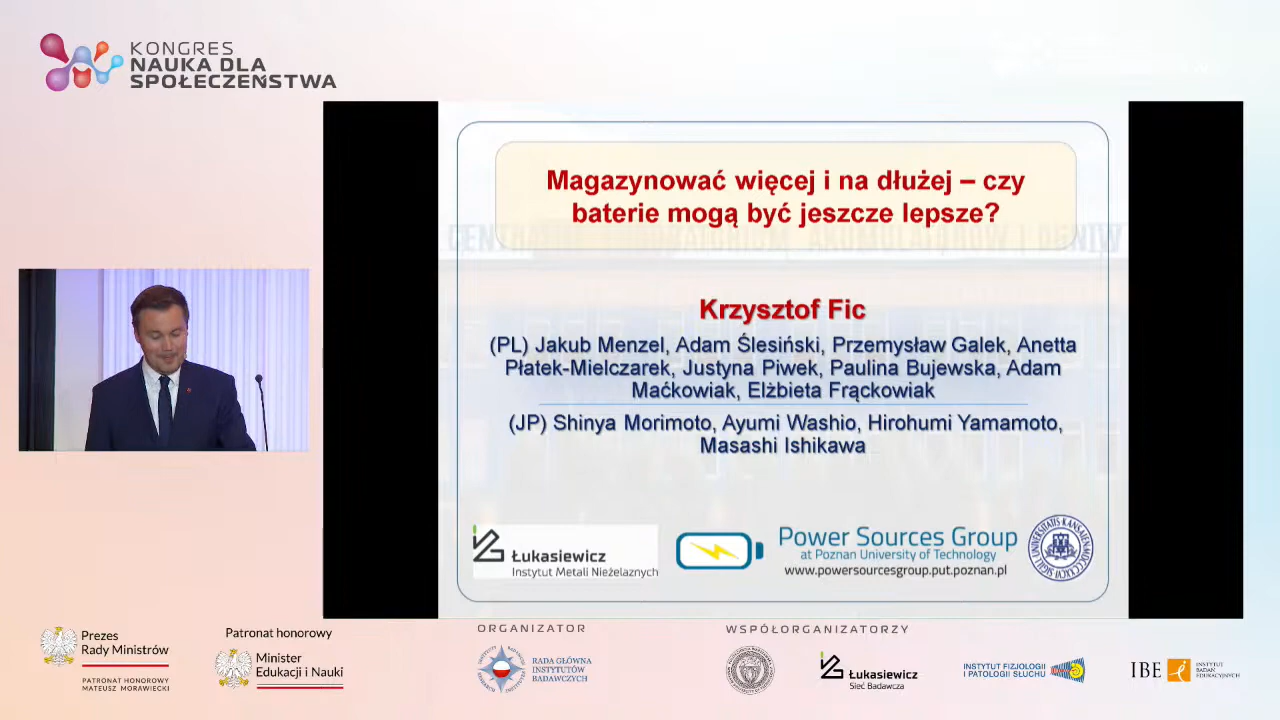 KONGRES
NAUKA DLA
SPOŁECZEŃSTWA
Magazynować więcej i na dłużej – czy
baterie mogą być jeszcze lepsze?
Krzysztof Fic
(PL) Jakub Menzel, Adam Ślesiński, Przemysław Galek, Anetta
Płatek-Mielczarek, Justyna Piwek, Paulina Bujewska, Adam
Maćkowiak, Elżbieta Frąckowiak
(JP) Shinya Morimoto, Ayumi Washio, Hirohumi Yamamoto,
Masashi Ishikawa
Łukasiewicz
Instytut Metali Nieżelaznych
Power Sources Group
at Poznan University of Technology
www.powersourcesgroup.put.poznan.pl
Prezes
Rady Ministrów
PATRONAT HONOROWY
MATEUSZ MORAWIECKI
Patronat honorowy
Minister
Edukacji i Nauki
ORGANIZATOR
RADA GŁÓWNA
INSTYTUTÓW
BADAWCZYCH
WSPÓŁORGANIZATORZY
Łukasiewicz
Sieć Badawcza
INSTYTUT FIZJOLOGII
I PATOLOGII SŁUCHU
IBE
INSTYTUT
BADAŃ
EDUKACYJNYCH